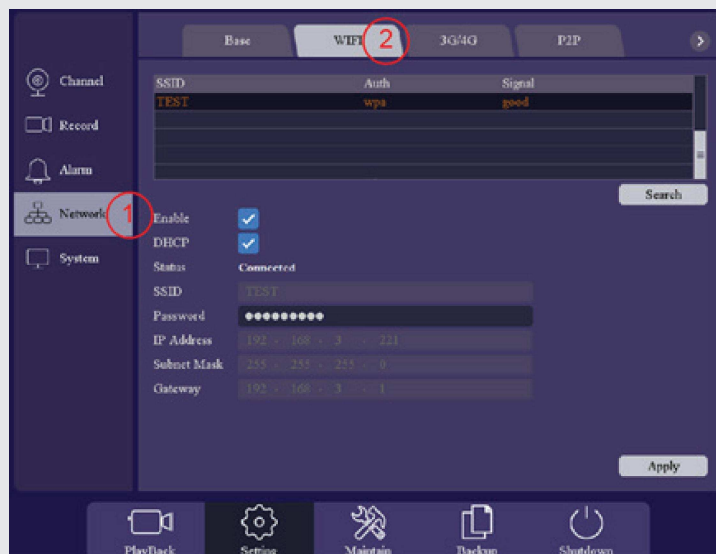 Base WIFI 2 3G/4G P2P >
Channel
Record
Alarm
Network 1
System
SSID Auth Signal
TEST wpa good
Search
Enable
DHCP
Status Connected
SSID TEST
Password ●●●●●●●●●
IP Address 192 . 168 . 3 . 221
Subnet Mask 255 . 255 . 255 . 0
Gateway 192 . 168 . 3 . 1
Apply
PlayBack Setting Maintain Backup Shutdown